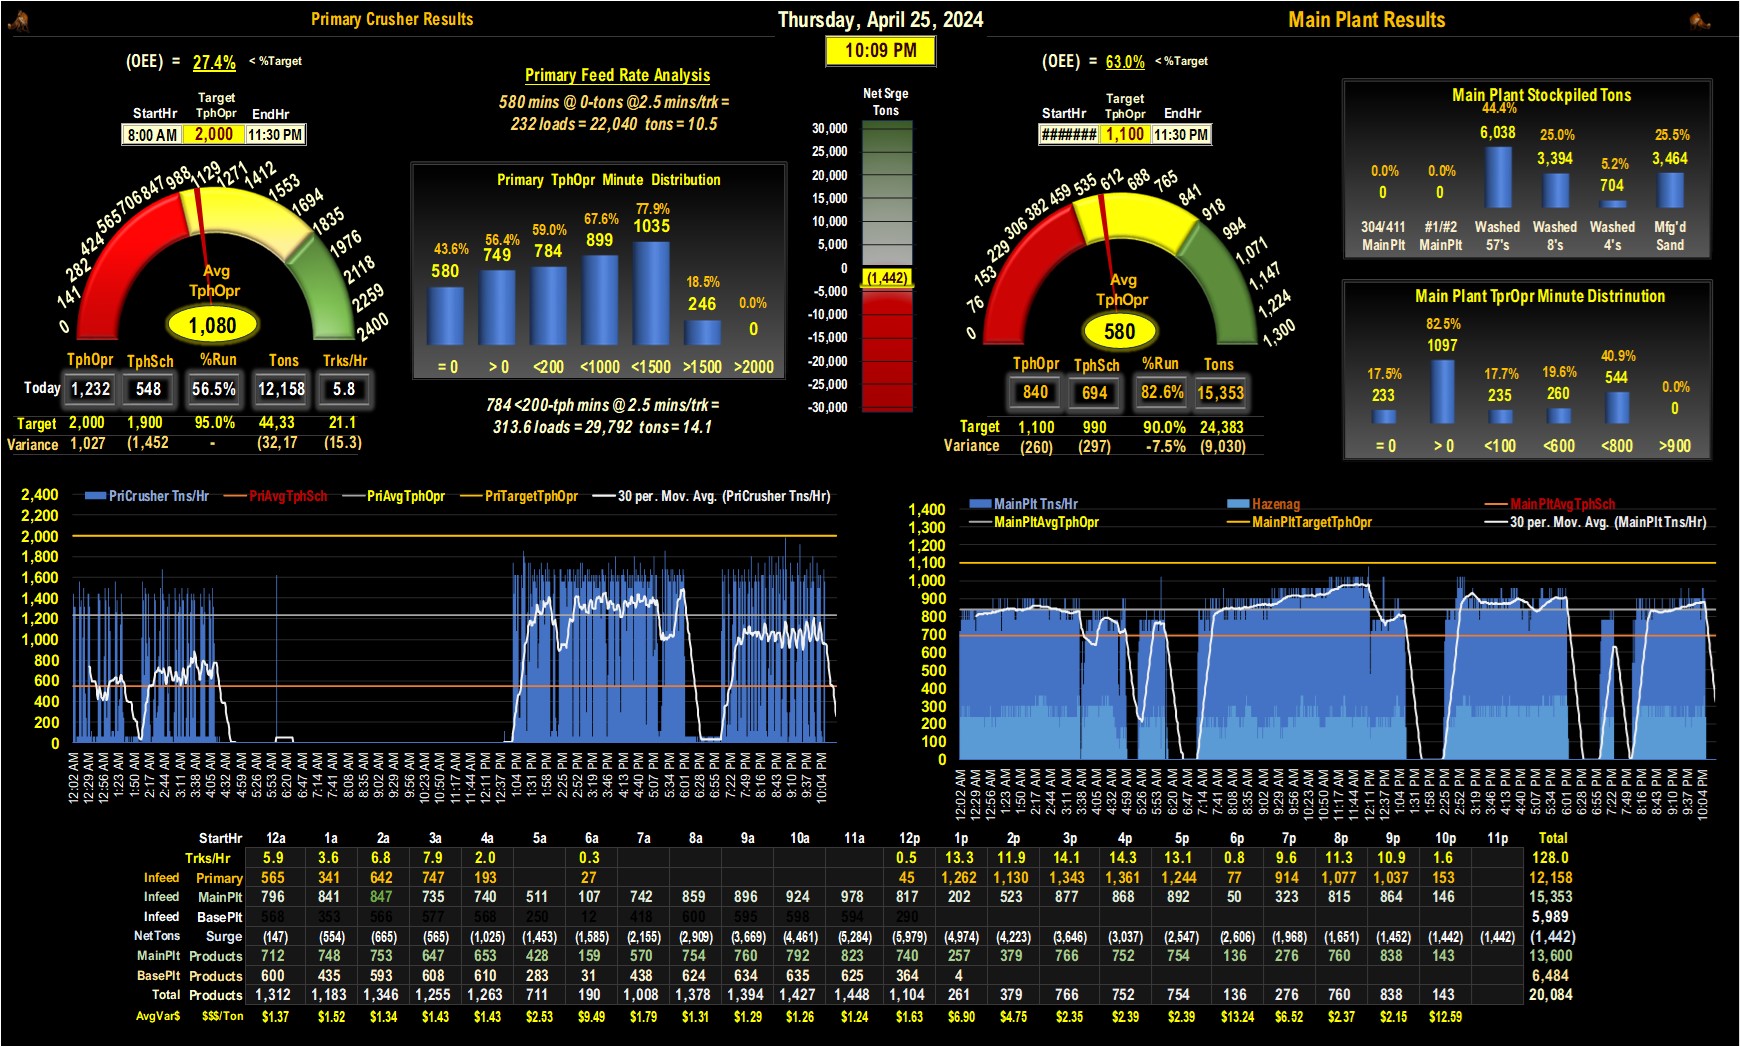 Primary Crusher Results
Thursday, April 25, 2024
Main Plant Results
10:09 PM
(OEE) = 27.4% < %Target
Target
StartHr TphOpr EndHr
8:00 AM 2,000 11:30 PM
0 141 282 424 565 706 847 988 1129 1271 1412 1553 1694 1835 1976 2118 2259 2400
Avg
TphOpr
1,080
TphOpr TphSch %Run Tons Trks/Hr
Today 1,232 548 56.5% 12,158 5.8
Target 2,000 1,900 95.0% 44,33 21.1
Variance 1,027 (1,452 - (32,17 (15.3)
Primary Feed Rate Analysis
580 mins @ 0-tons @2.5 mins/trk =
232 loads = 22,040 tons = 10.5
Primary TphOpr Minute Distribution
43.6% 56.4% 59.0% 67.6% 77.9% 18.5% 0.0%
580 749 784 899 1035 246 0
= 0 > 0 <200 <1000 <1500 >1500 >2000
784 <200-tph mins @ 2.5 mins/trk =
313.6 loads = 29,792 tons = 14.1
Net Srge
Tons
30,000
25,000
20,000
15,000
10,000
5,000
0
(1,442)
-5,000
-10,000
-15,000
-20,000
-25,000
-30,000
(OEE) = 63.0% < %Target
Target
StartHr TphOpr EndHr
####### 1,100 11:30 PM
0 76 153 229 306 382 459 535 612 688 765 841 918 994 1,071 1,147 1,224 1,300
Avg
TphOpr
580
TphOpr TphSch %Run Tons
840 694 82.6% 15,353
Target 1,100 990 90.0% 24,383
Variance (260) (297) -7.5% (9,030)
Main Plant Stockpiled Tons
0.0% 0.0% 44.4% 25.0% 5.2% 25.5%
0 0 6,038 3,394 704 3,464
304/411 #1/#2 Washed Washed Washed Mfg'd
MainPlt MainPlt 57's 8's 4's Sand
Main Plant TprOpr Minute Distrinution
17.5% 82.5% 17.7% 19.6% 40.9% 0.0%
233 1097 235 260 544 0
= 0 > 0 <100 <600 <800 >900
PriCrusher Tns/Hr PriAvgTphSch PriAvgTphOpr PriTargetTphOpr 30 per. Mov. Avg. (PriCrusher Tns/Hr)
2,400
2,200
2,000
1,800
1,600
1,400
1,200
1,000
800
600
400
200
0
12:02 AM 12:29 AM 12:56 AM 1:23 AM 1:50 AM 2:17 AM 2:44 AM 3:11 AM 3:38 AM 4:05 AM 4:32 AM 4:59 AM 5:26 AM 5:53 AM 6:20 AM 6:47 AM 7:14 AM 7:41 AM 8:08 AM 8:35 AM 9:02 AM 9:29 AM 9:56 AM 10:23 AM 10:50 AM 11:17 AM 11:44 AM 12:11 PM 12:37 PM 1:04 PM 1:31 PM 1:58 PM 2:25 PM 2:52 PM 3:19 PM 3:46 PM 4:13 PM 4:40 PM 5:07 PM 5:34 PM 6:01 PM 6:28 PM 6:55 PM 7:22 PM 7:49 PM 8:16 PM 8:43 PM 9:10 PM 9:37 PM 10:04 PM
MainPlt Tns/Hr Hazenag MainPltAvgTphSch
MainPltAvgTphOpr MainPltTargetTphOpr 30 per. Mov. Avg. (MainPlt Tns/Hr)
1,400
1,300
1,200
1,100
1,000
900
800
700
600
500
400
300
200
100
0
12:02 AM 12:29 AM 12:56 AM 1:23 AM 1:50 AM 2:17 AM 2:44 AM 3:11 AM 3:38 AM 4:05 AM 4:32 AM 4:59 AM 5:26 AM 5:53 AM 6:20 AM 6:47 AM 7:14 AM 7:41 AM 8:08 AM 8:35 AM 9:02 AM 9:29 AM 9:56 AM 10:23 AM 10:50 AM 11:17 AM 11:44 AM 12:11 PM 12:37 PM 1:04 PM 1:31 PM 1:58 PM 2:25 PM 2:52 PM 3:19 PM 3:46 PM 4:13 PM 4:40 PM 5:07 PM 5:34 PM 6:01 PM 6:28 PM 6:55 PM 7:22 PM 7:49 PM 8:16 PM 8:43 PM 9:10 PM 9:37 PM 10:04 PM
StartHr 12a 1a 2a 3a 4a 5a 6a 7a 8a 9a 10a 11a 12p 1p 2p 3p 4p 5p 6p 7p 8p 9p 10p 11p Total
Trks/Hr 5.9 3.6 6.8 7.9 2.0 0.3 0.5 13.3 11.9 14.1 14.3 13.1 0.8 9.6 11.3 10.9 1.6 128.0
Infeed Primary 565 341 642 747 193 27 45 1,262 1,130 1,343 1,361 1,244 77 914 1,077 1,037 153 12,158
Infeed MainPlt 796 841 847 735 740 511 107 742 859 896 924 978 817 202 523 877 868 892 50 323 815 864 146 15,353
Infeed BasePlt 568 353 566 577 568 250 12 418 600 595 598 594 290 5,989
NetTons Surge (147) (554) (665) (565) (1,025) (1,453) (1,585) (2,155) (2,909) (3,669) (4,461) (5,284) (5,979) (4,974) (4,223) (3,646) (3,037) (2,547) (2,606) (1,968) (1,651) (1,452) (1,442) (1,442) (1,442)
MainPlt Products 712 748 753 647 653 428 159 570 754 760 792 823 740 257 379 766 752 754 136 276 760 838 143 13,600
BasePlt Products 600 435 593 608 610 283 31 438 624 634 635 625 364 4 6,484
Total Products 1,312 1,183 1,346 1,255 1,263 711 190 1,008 1,378 1,394 1,427 1,448 1,104 261 379 766 752 754 136 276 760 838 143 20,084
AvgVar$ $$$/Ton $1.37 $1.52 $1.34 $1.43 $1.43 $2.53 $9.49 $1.79 $1.31 $1.29 $1.26 $1.24 $1.63 $6.90 $4.75 $2.35 $2.39 $2.39 $13.24 $6.52 $2.37 $2.15 $12.59